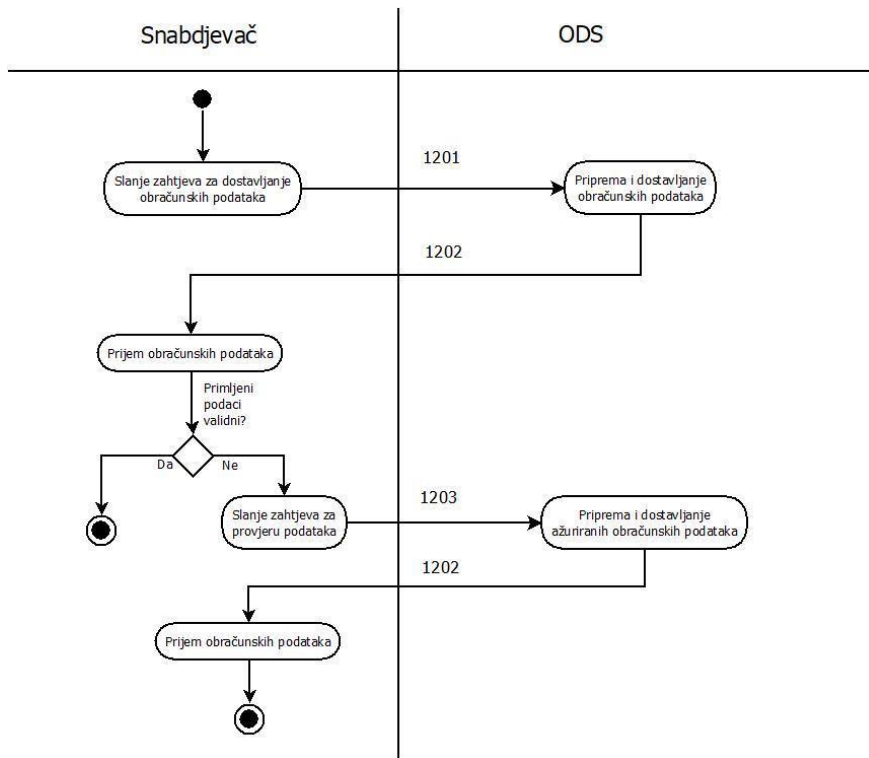 Snabdjevač
ODS
1201
Slanje zahtjeva za dostavljanje
obračunskih podataka
Priprema i dostavljanje
obračunskih podataka
1202
Prijem obračunskih podataka
Primljeni
podaci
validni?
Da
Ne
1203
Slanje zahtjeva za
provjeru podataka
Priprema i dostavljanje
ažuriranih obračunskih podataka
1202
Prijem obračunskih podataka